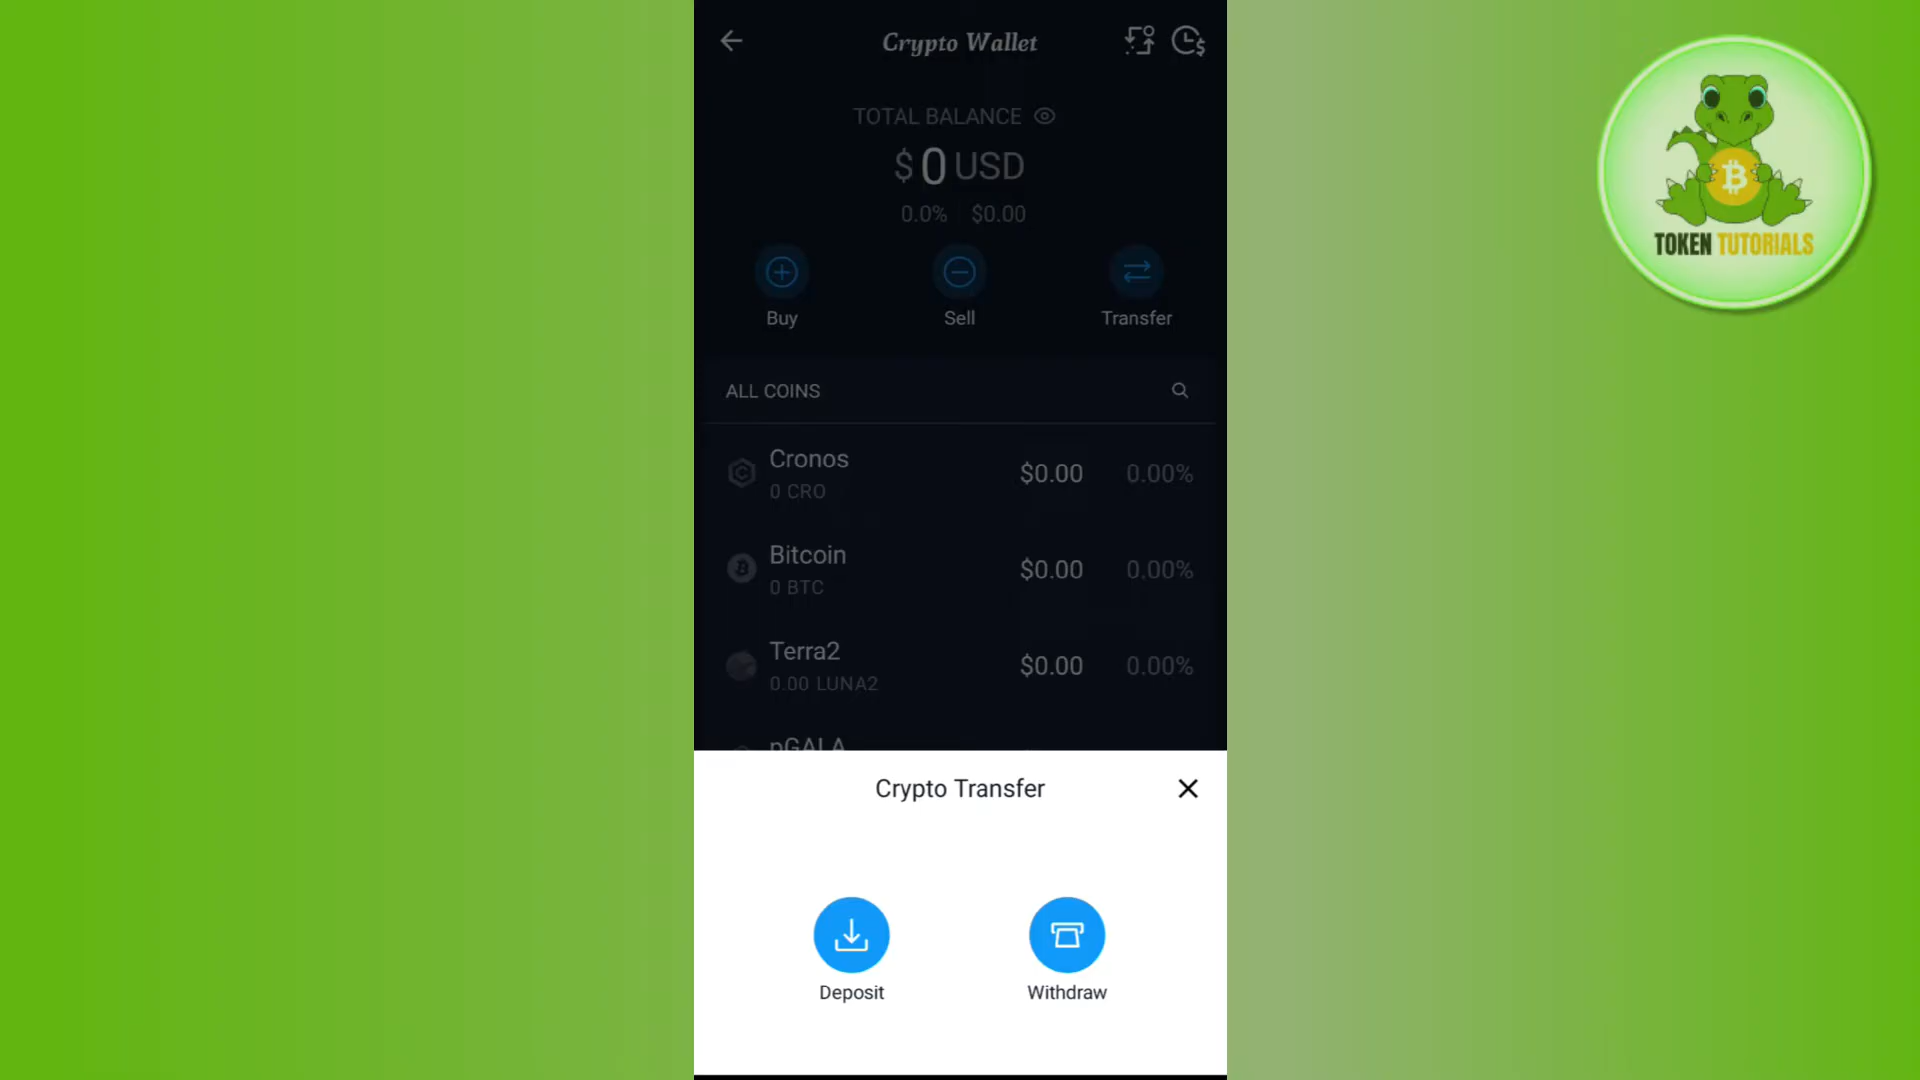 Crypto Wallet
TOTAL BALANCE
$0 USD
0.0% $0.00
Buy Sell Transfer
ALL COINS
Cronos
0 CRO
$0.00 0.00%
Bitcoin
0 BTC
$0.00 0.00%
Terra2
0.00 LUNA2
$0.00 0.00%
pGALA
Crypto Transfer
Deposit Withdraw
TOKEN TUTORIALS